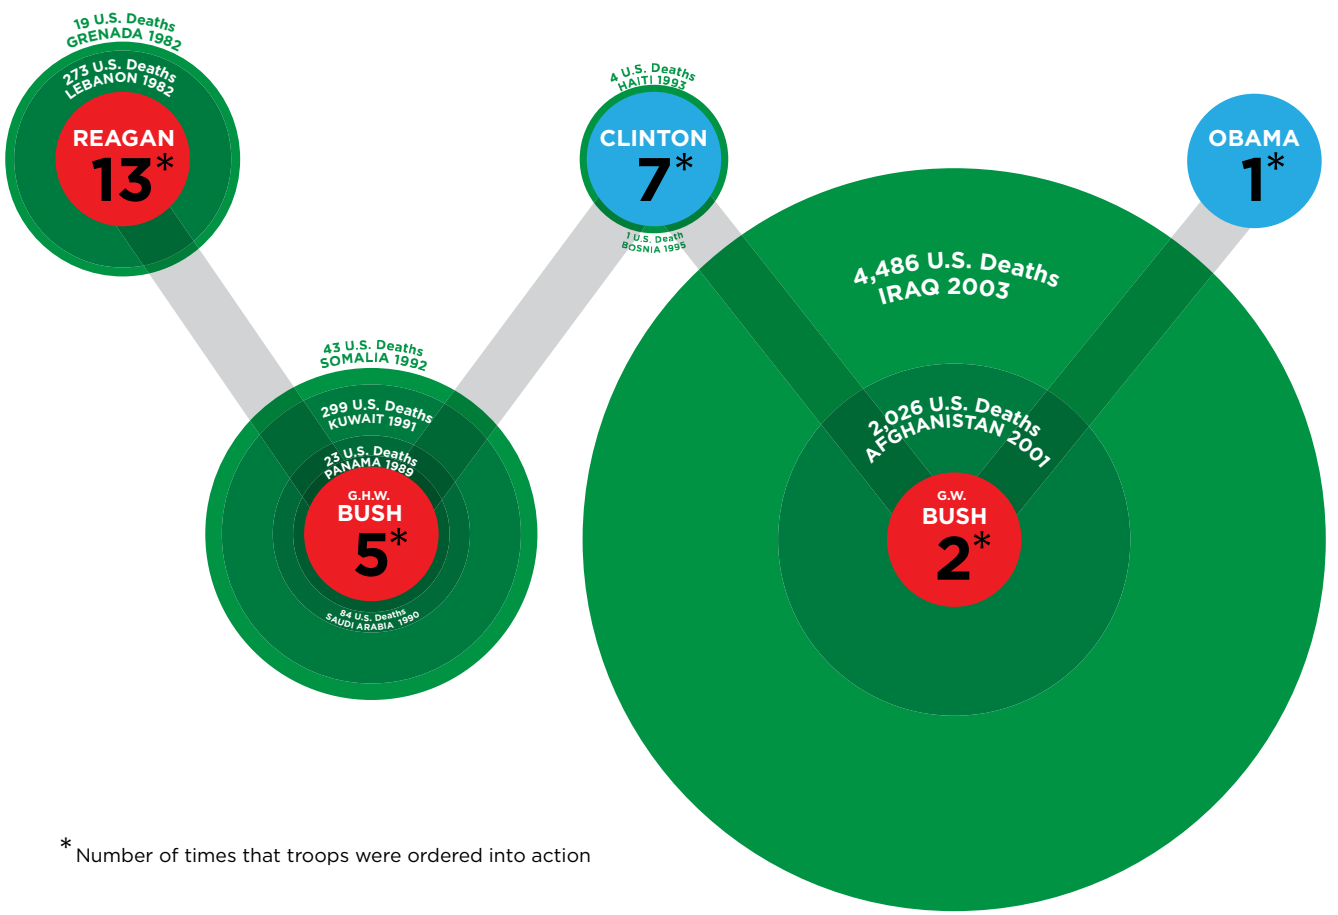 19 U.S. Deaths
GRENADA 1982
273 U.S. Deaths
LEBANON 1982
REAGAN
13*
4 U.S. Deaths
HAITI 1993
CLINTON
7*
1 U.S. Death
BOSNIA 1995
OBAMA
1*
43 U.S. Deaths
SOMALIA 1992
299 U.S. Deaths
KUWAIT 1991
23 U.S. Deaths
PANAMA 1989
G.H.W.
BUSH
5*
84 U.S. Deaths
SAUDI ARABIA 1990
4,486 U.S. Deaths
IRAQ 2003
2,026 U.S. Deaths
AFGHANISTAN 2001
G.W.
BUSH
2*
* Number of times that troops were ordered into action